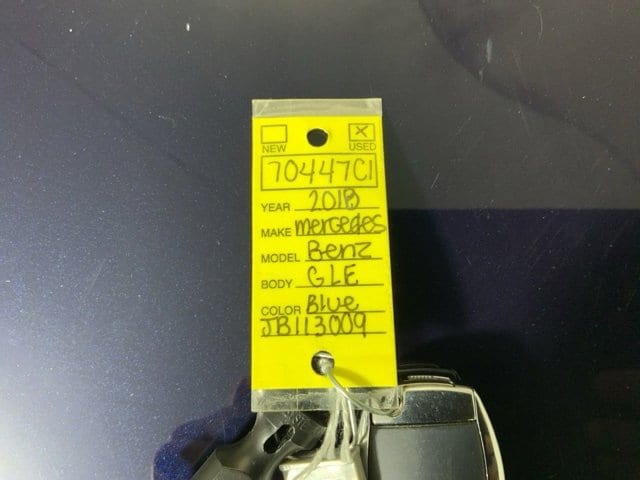 NEW USED
70447C1
YEAR 2018
MAKE mercedes
MODEL Benz
BODY GLE
COLOR Blue
JB113009